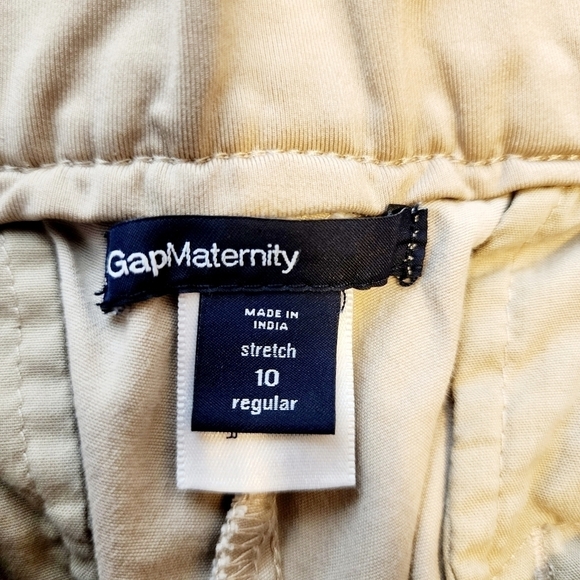 GapMaternity
MADE IN
INDIA
stretch
10
regular